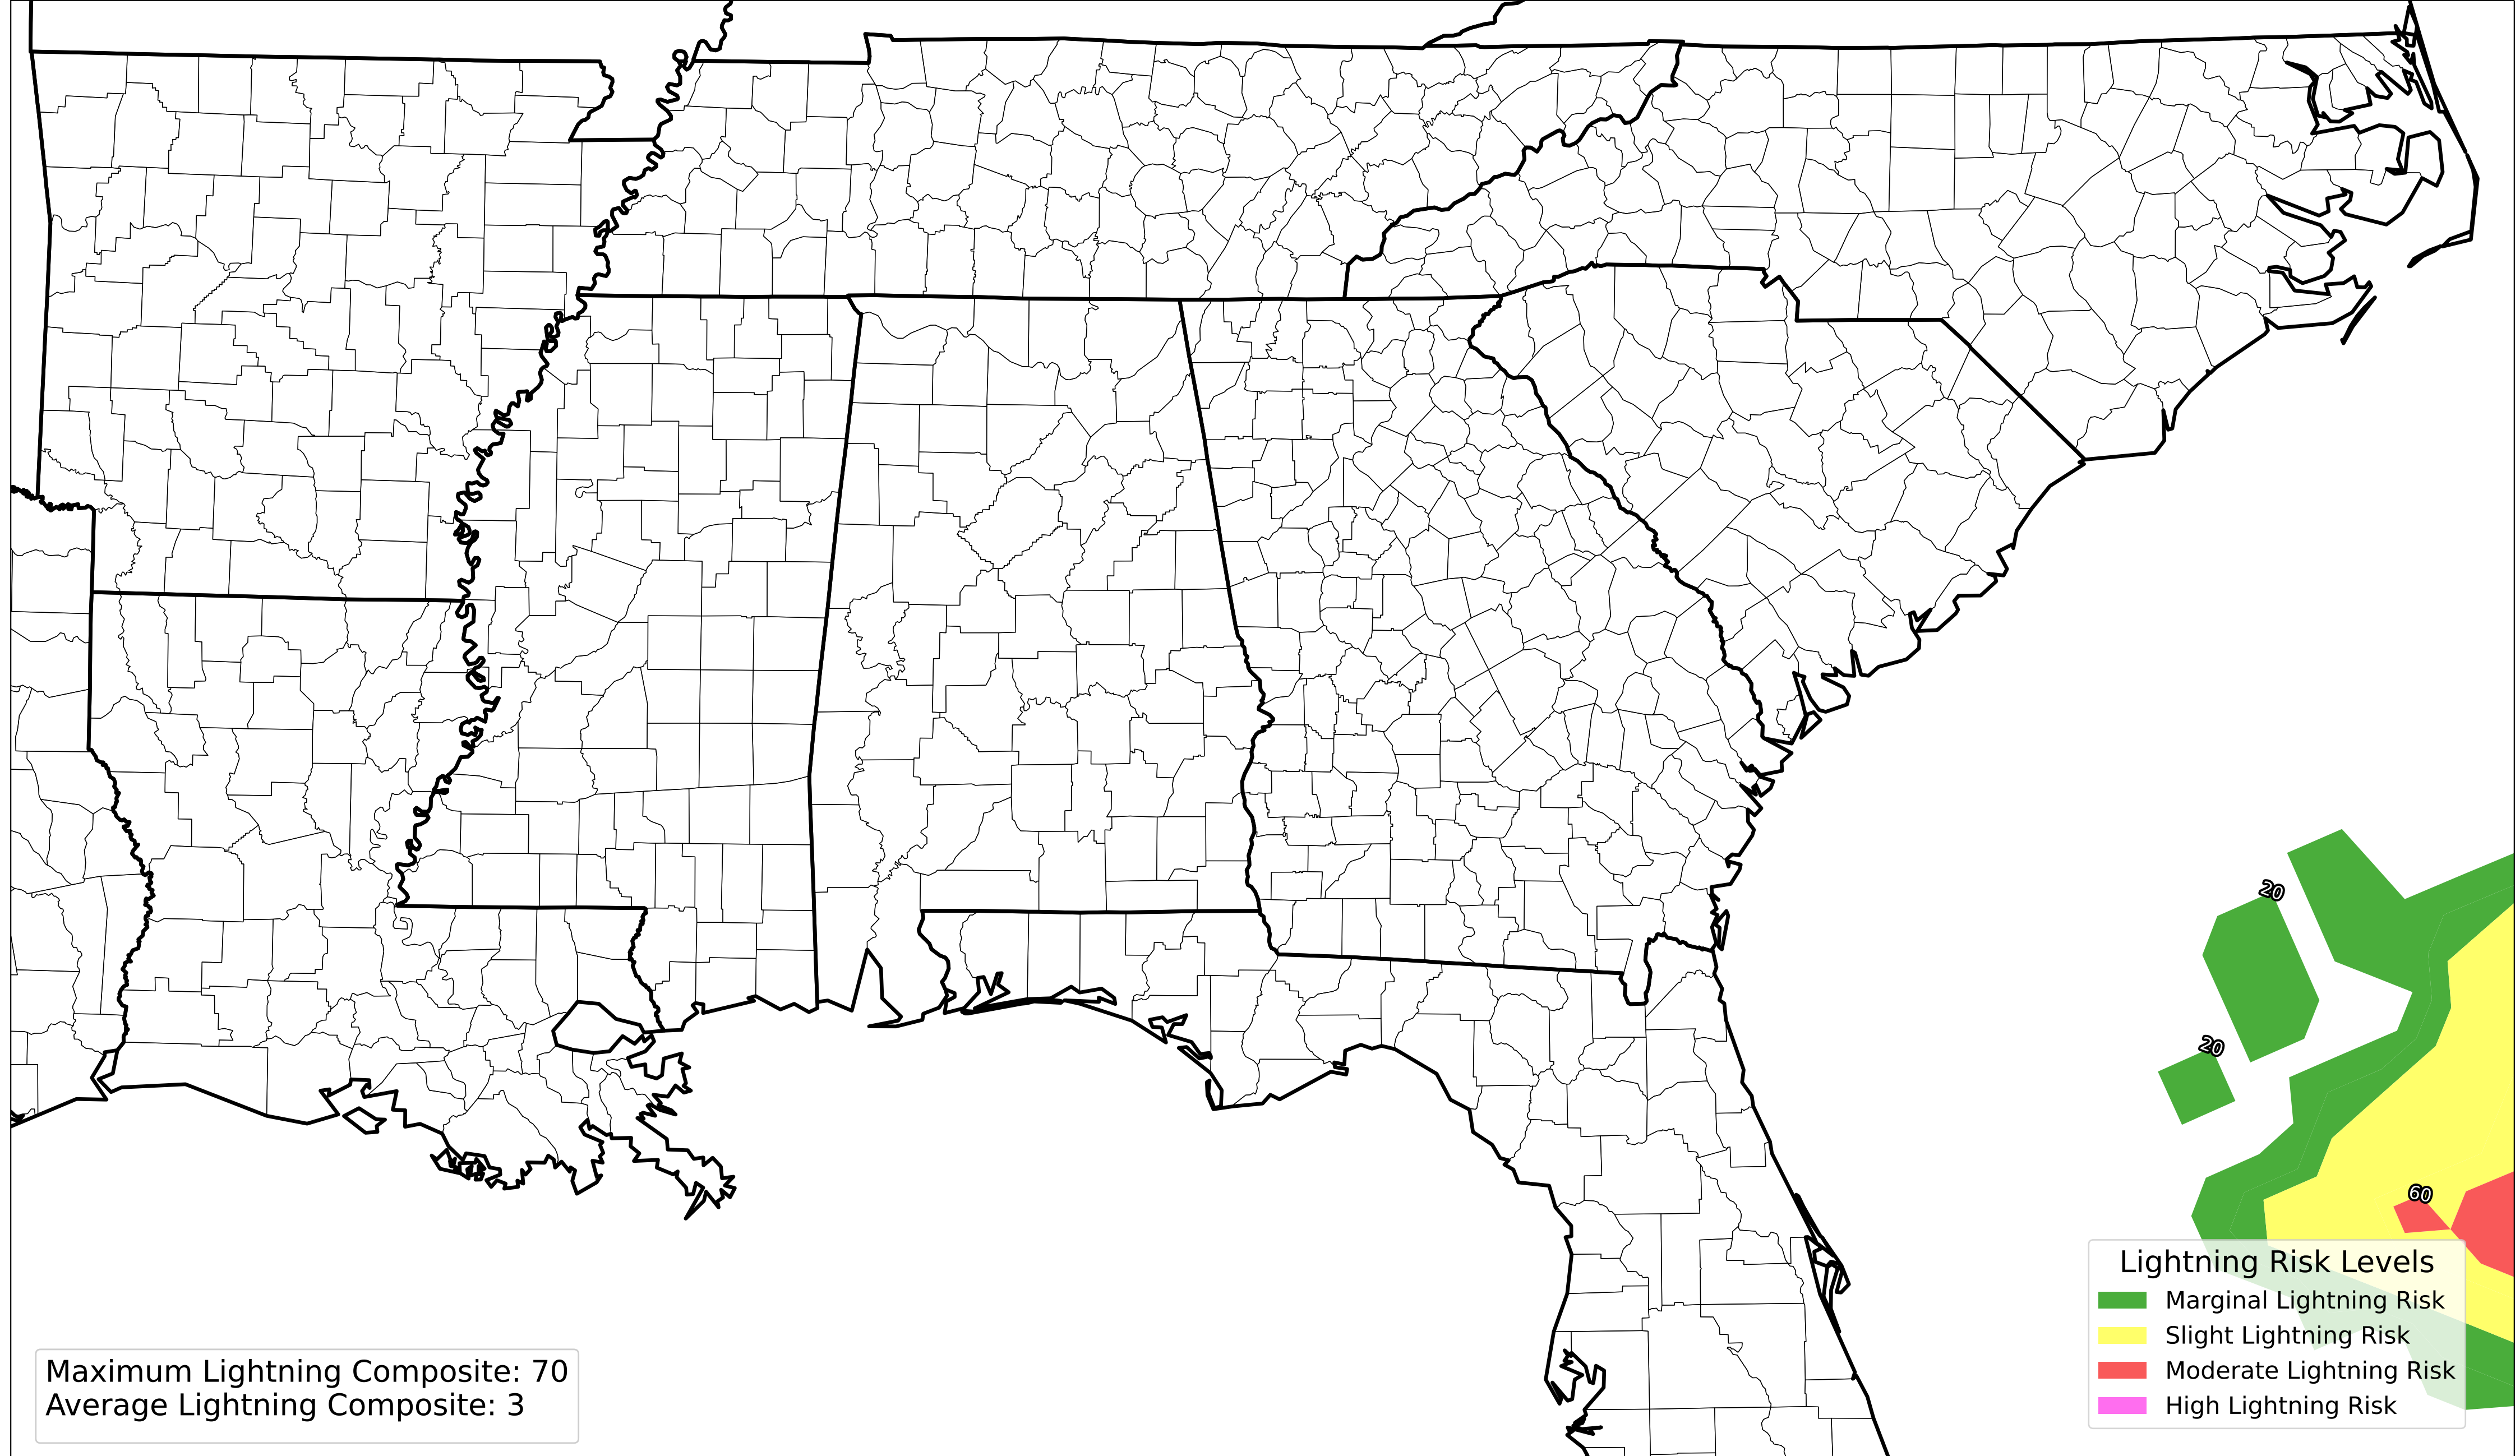 20
20
60
Lightning Risk Levels
Marginal Lightning Risk
Slight Lightning Risk
Moderate Lightning Risk
High Lightning Risk
Maximum Lightning Composite: 70
Average Lightning Composite: 3